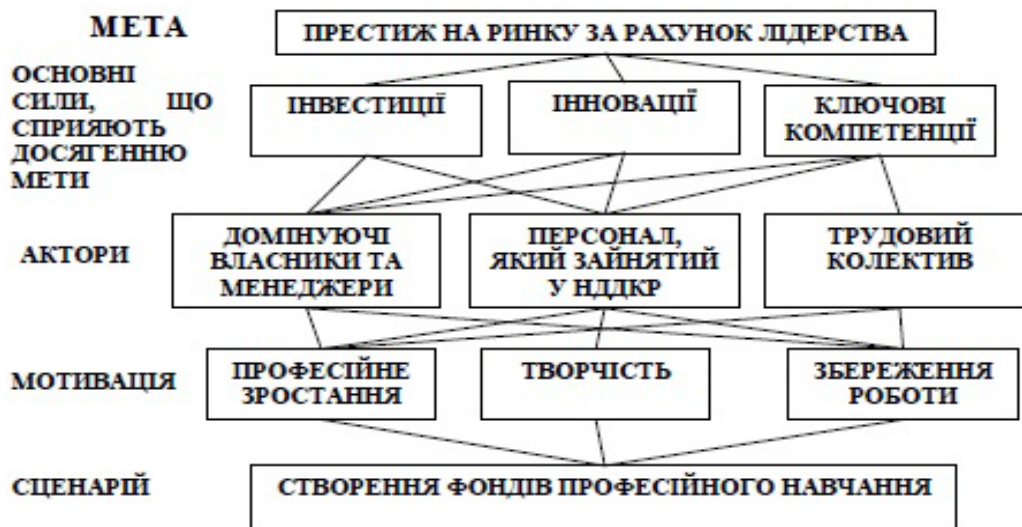 МЕТА
ПРЕСТИЖ НА РИНКУ ЗА РАХУНОК ЛІДЕРСТВА
ОСНОВНІ
СИЛИ, ЩО
СПРИЯЮТЬ
ДОСЯГЕННЮ
МЕТИ
ІНВЕСТИЦІЇ
ІННОВАЦІЇ
КЛЮЧОВІ
КОМПЕТЕНЦІЇ
АКТОРИ
ДОМІНУЮЧІ
ВЛАСНИКИ ТА
МЕНЕДЖЕРИ
ПЕРСОНАЛ,
ЯКИЙ ЗАЙНЯТИЙ
У НДДКР
ТРУДОВИЙ
КОЛЕКТИВ
МОТИВАЦІЯ
ПРОФЕСІЙНЕ
ЗРОСТАННЯ
ТВОРЧІСТЬ
ЗБЕРЕЖЕННЯ
РОБОТИ
СЦЕНАРІЙ
СТВОРЕННЯ ФОНДІВ ПРОФЕСІЙНОГО НАВЧАННЯ